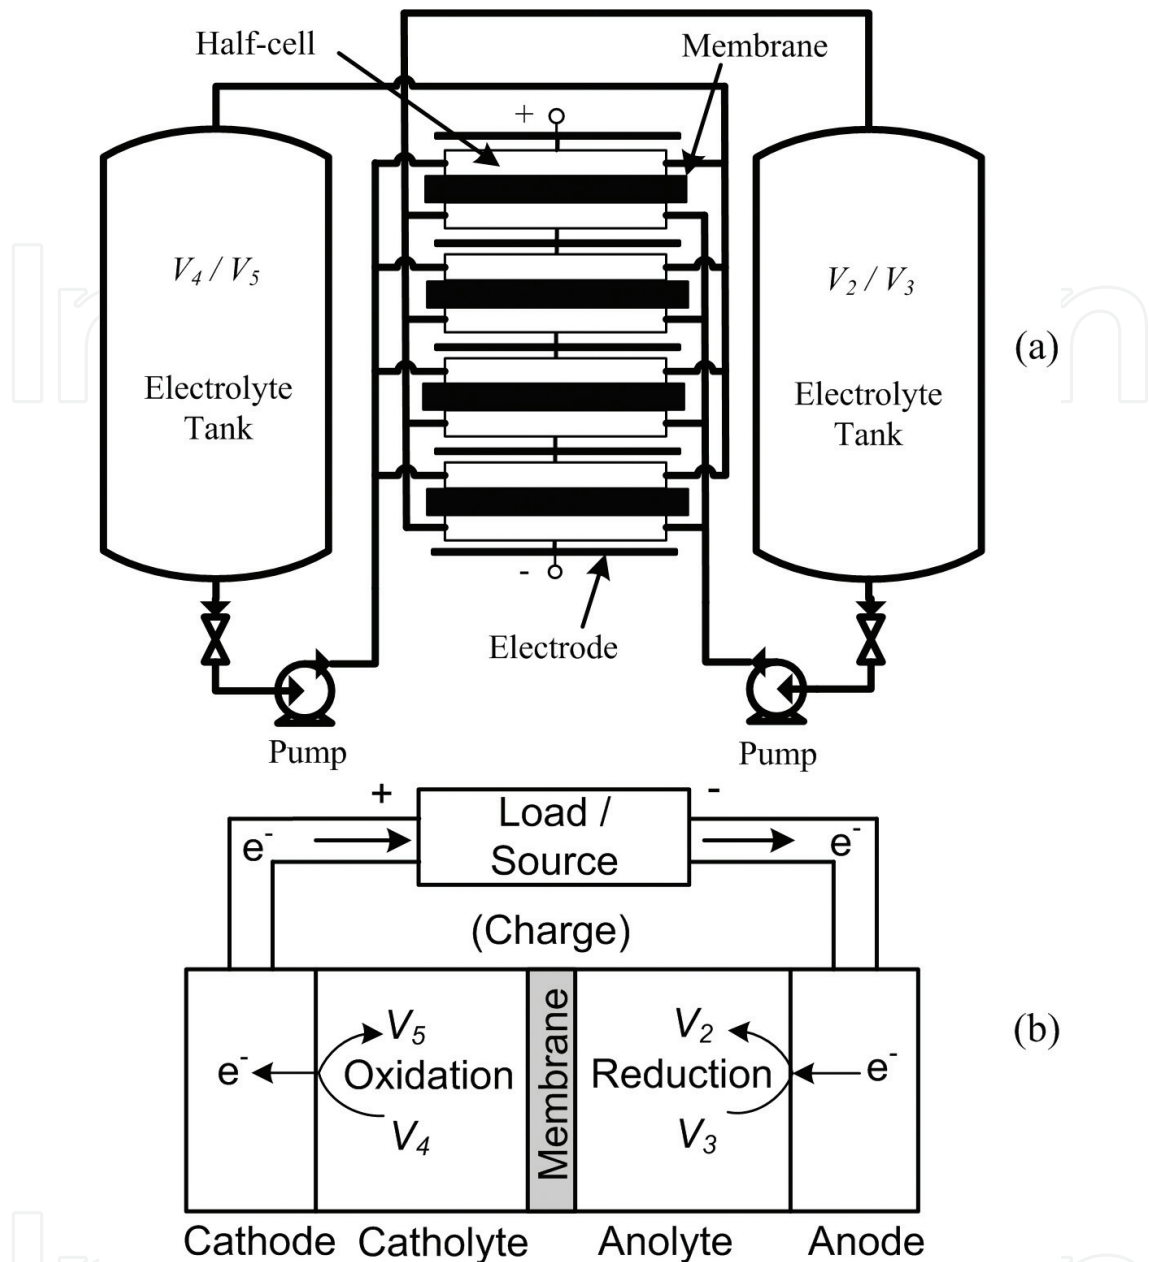 Half-cell
Membrane
+
V4 / V5
Electrolyte
Tank
V2 / V3
Electrolyte
Tank
(a)
-
Electrode
Pump
Pump
+
-
Load /
Source
e-
e-
(Charge)
V5
V2
e-
Oxidation
Membrane
Reduction
e-
V4
V3
(b)
Cathode
Catholyte
Anolyte
Anode